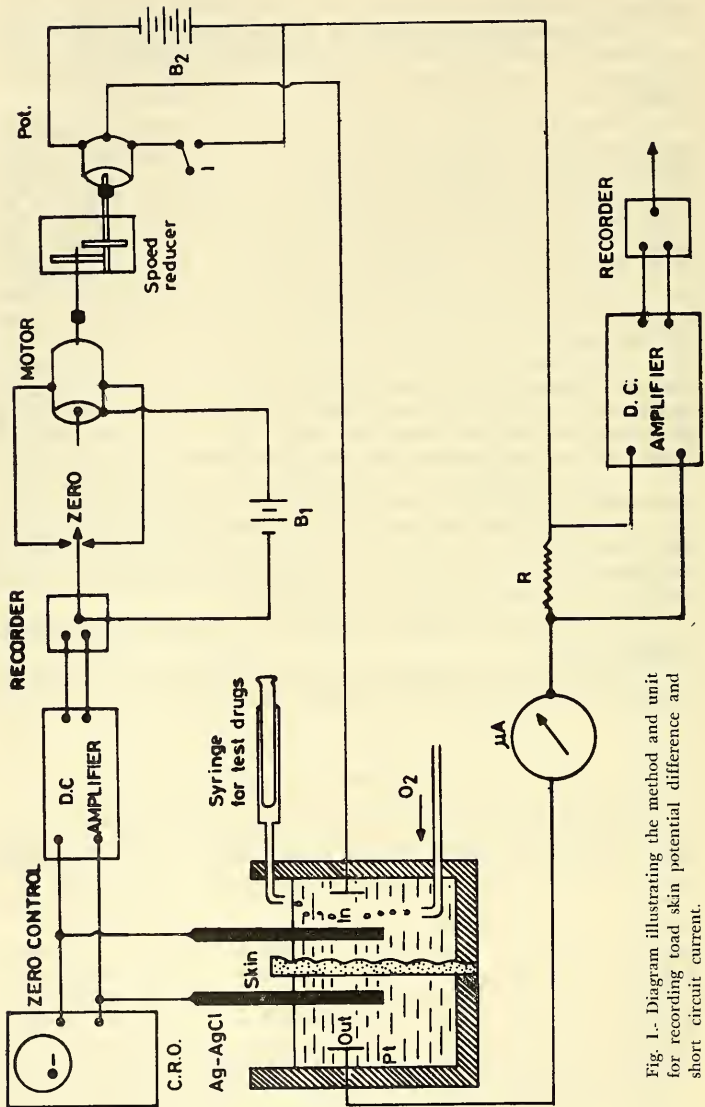 ZERO CONTROL
C.R.O.
D.C
AMPLIFIER
RECORDER
ZERO
MOTOR
Spoed
reducer
Pot.
B2
I
B1
Syringe
for test drugs
Ag-AgCl
Skin
O2
Out
In
Pt
μA
R
D. C.
AMPLIFIER
RECORDER
Fig. 1.- Diagram illustrating the method and unit
for recording toad skin potential difference and
short circuit current.